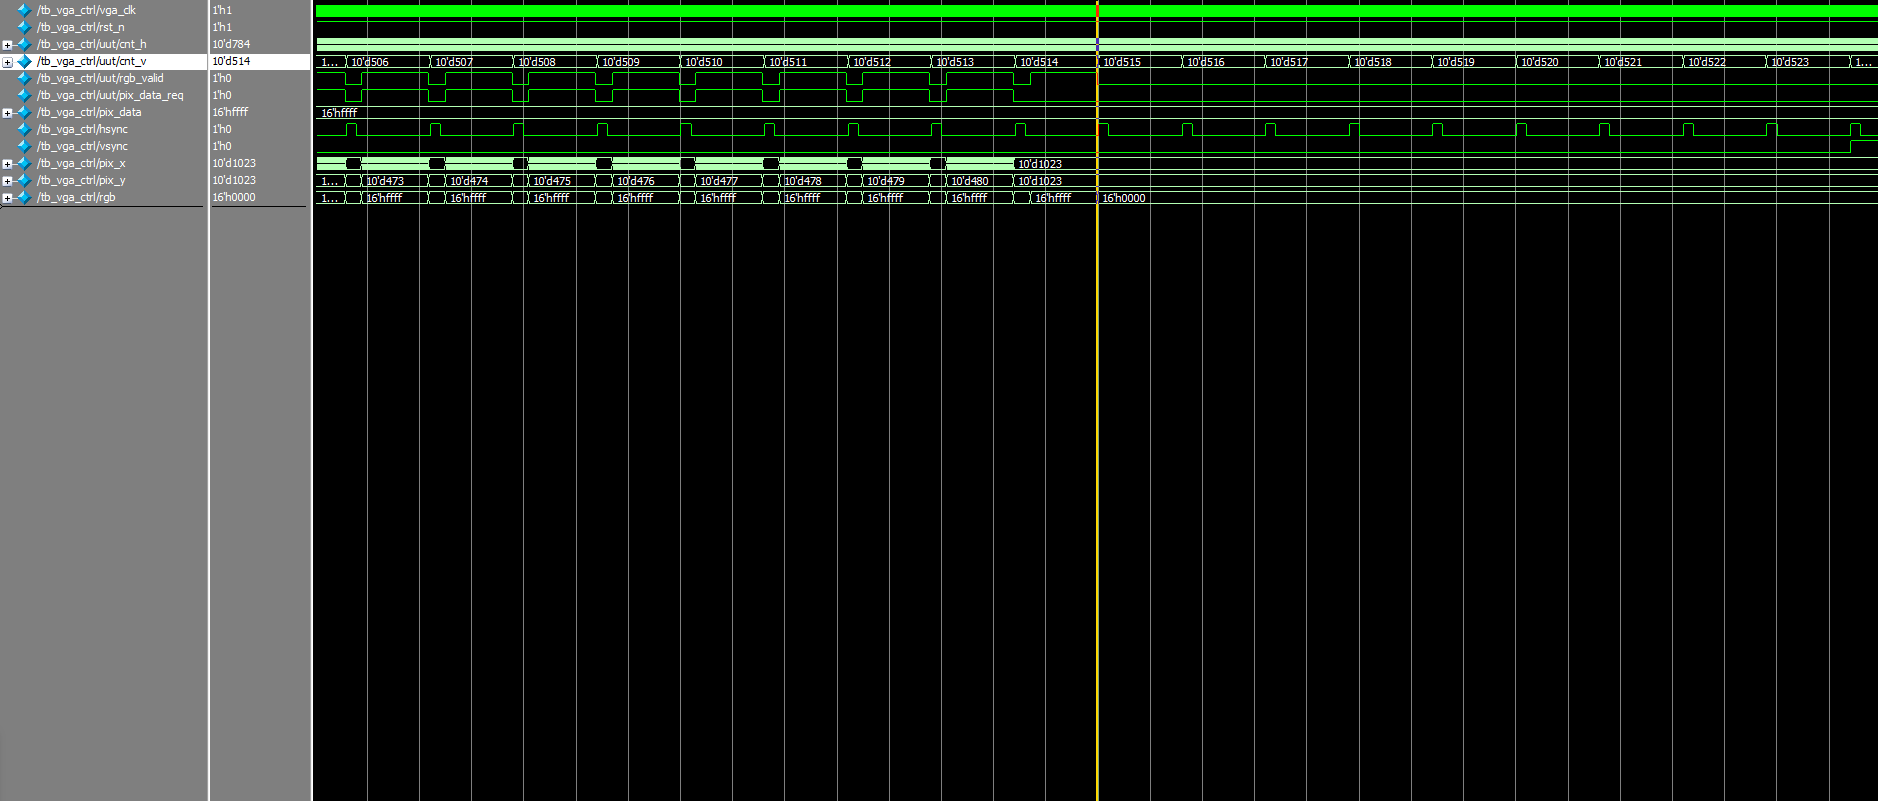 /tb_vga_ctrl/vga_clk 1'h1
/tb_vga_ctrl/rst_n 1'h1
/tb_vga_ctrl/uut/cnt_h 10'd784
/tb_vga_ctrl/uut/cnt_v 10'd514 1... 10'd506 10'd507 10'd508 10'd509 10'd510 10'd511 10'd512 10'd513 10'd514 10'd515 10'd516 10'd517 10'd518 10'd519 10'd520 10'd521 10'd522 10'd523 1...
/tb_vga_ctrl/uut/rgb_valid 1'h0
/tb_vga_ctrl/uut/pix_data_req 1'h0
/tb_vga_ctrl/pix_data 16'hffff 16'hffff
/tb_vga_ctrl/hsync 1'h0
/tb_vga_ctrl/vsync 1'h0
/tb_vga_ctrl/pix_x 10'd1023 10'd1023
/tb_vga_ctrl/pix_y 10'd1023 1... 10'd473 10'd474 10'd475 10'd476 10'd477 10'd478 10'd479 10'd480 10'd1023
/tb_vga_ctrl/rgb 16'h0000 1... 16'hffff 16'hffff 16'hffff 16'hffff 16'hffff 16'hffff 16'hffff 16'hffff 16'hffff 16'h0000